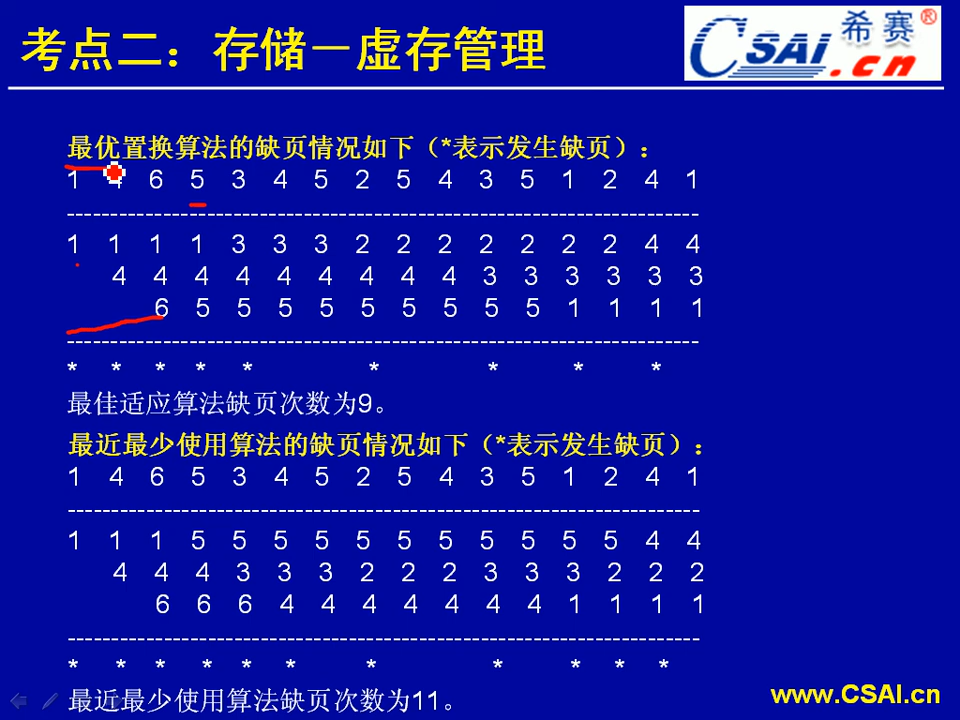 考点二：存储－虚存管理
CSAI.cn 希赛®
最优置换算法的缺页情况如下（*表示发生缺页）：
1 4 6 5 3 4 5 2 5 4 3 5 1 2 4 1
--------------------------------------------------------------------------
1 1 1 1 3 3 3 2 2 2 2 2 2 2 4 4
4 4 4 4 4 4 4 4 4 3 3 3 3 3 3
6 5 5 5 5 5 5 5 5 5 1 1 1 1
--------------------------------------------------------------------------
* * * * * * * * *
最佳适应算法缺页次数为9。
最近最少使用算法的缺页情况如下（*表示发生缺页）：
1 4 6 5 3 4 5 2 5 4 3 5 1 2 4 1
--------------------------------------------------------------------------
1 1 1 5 5 5 5 5 5 5 5 5 5 5 4 4
4 4 4 3 3 3 2 2 2 3 3 3 2 2 2
6 6 6 4 4 4 4 4 4 4 1 1 1 1
--------------------------------------------------------------------------
* * * * * * * * * * *
最近最少使用算法缺页次数为11。
www.CSAI.cn